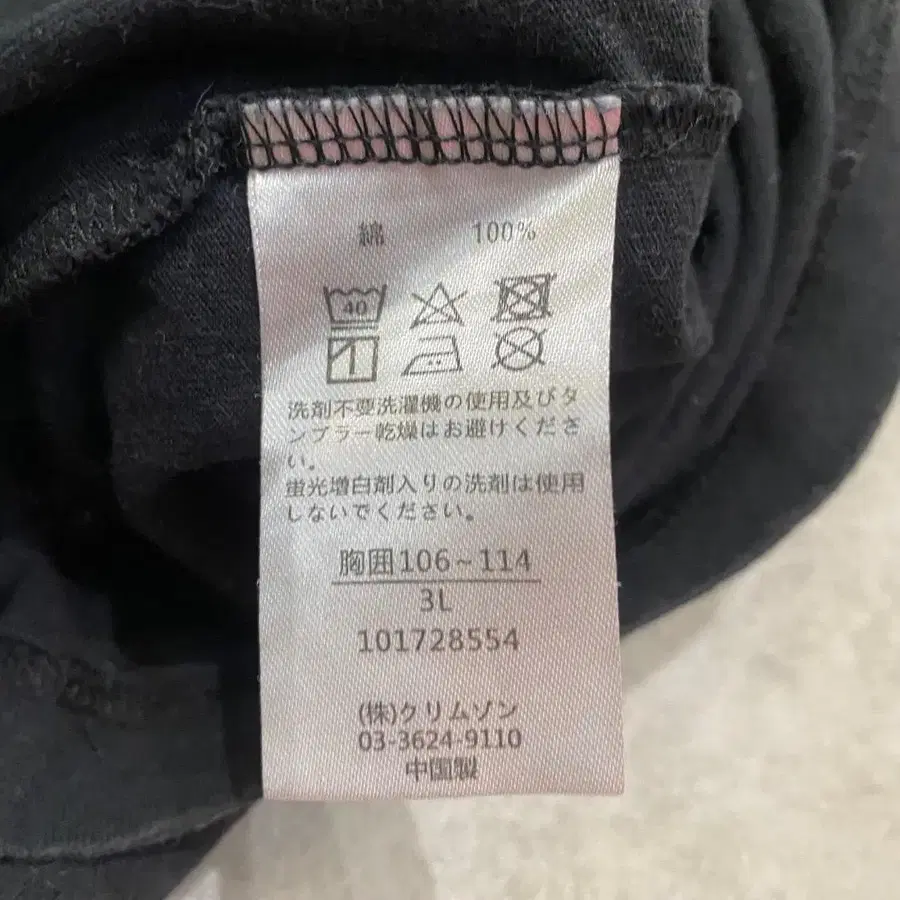 綿 100%
40
洗剤不要洗濯機の使用及びタ
ンブラー乾燥はお避けくださ
い。
蛍光増白剤入りの洗剤は使用
しないでください。
胸囲106~114
3L
101728554
(株)クリムゾン
03-3624-9110
中国製